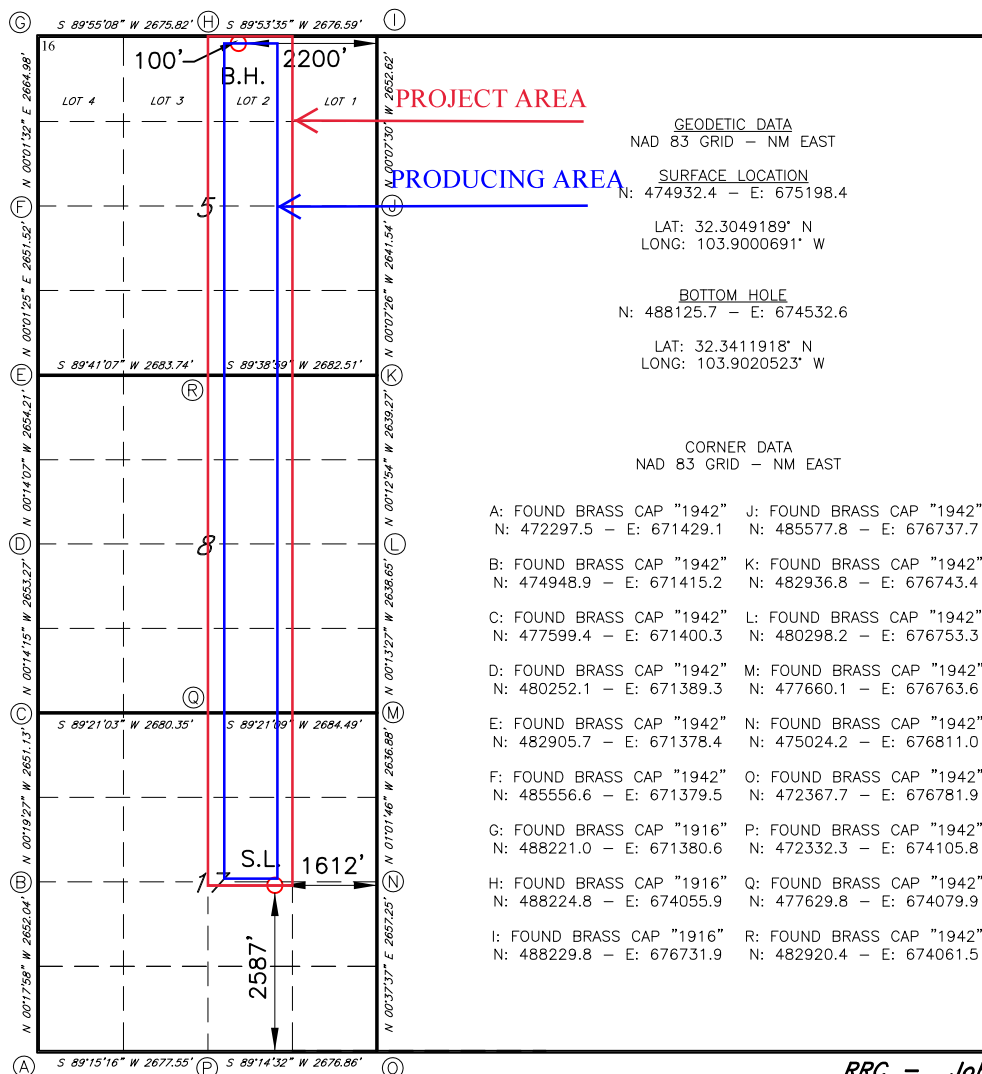 G S 89°55'08" W 2675.82' H S 89°53'35" W 2676.59' I
16
100'
2200'
B.H.
LOT 4 LOT 3 LOT 2 LOT 1
PROJECT AREA
PRODUCING AREA
N 00°01'32" E 2664.98'
N 00°07'30" W 2652.62'
F 5 J
N 00°01'25" E 2651.52'
N 00°07'26" W 2641.54'
S 89°41'07" W 2683.74' S 89°38'59' W 2682.51'
E K
R
N 00°14'07" W 2654.21'
N 00°12'54" W 2639.27'
D 8 L
N 00°14'15" W 2653.27'
N 00°13'27" W 2638.65'
Q
C M
S 89°21'03" W 2680.35' S 89°21'09" W 2684.49'
N 00°19'27" W 2651.13'
N 01°01'46" W 2636.88'
S.L. 1612'
B 17 N
N 00°17'58" W 2652.04'
2587'
N 00°37'37" E 2657.25'
A S 89°15'16" W 2677.55' P S 89°14'32" W 2676.86' O
GEODETIC DATA
NAD 83 GRID – NM EAST
SURFACE LOCATION
N: 474932.4 – E: 675198.4
LAT: 32.3049189° N
LONG: 103.9000691° W
BOTTOM HOLE
N: 488125.7 – E: 674532.6
LAT: 32.3411918° N
LONG: 103.9020523° W
CORNER DATA
NAD 83 GRID – NM EAST
A: FOUND BRASS CAP "1942"
N: 472297.5 – E: 671429.1
B: FOUND BRASS CAP "1942"
N: 474948.9 – E: 671415.2
C: FOUND BRASS CAP "1942"
N: 477599.4 – E: 671400.3
D: FOUND BRASS CAP "1942"
N: 480252.1 – E: 671389.3
E: FOUND BRASS CAP "1942"
N: 482905.7 – E: 671378.4
F: FOUND BRASS CAP "1942"
N: 485556.6 – E: 671379.5
G: FOUND BRASS CAP "1916"
N: 488221.0 – E: 671380.6
H: FOUND BRASS CAP "1916"
N: 488224.8 – E: 674055.9
I: FOUND BRASS CAP "1916"
N: 488229.8 – E: 676731.9
J: FOUND BRASS CAP "1942"
N: 485577.8 – E: 676737.7
K: FOUND BRASS CAP "1942"
N: 482936.8 – E: 676743.4
L: FOUND BRASS CAP "1942"
N: 480298.2 – E: 676753.3
M: FOUND BRASS CAP "1942"
N: 477660.1 – E: 676763.6
N: FOUND BRASS CAP "1942"
N: 475024.2 – E: 676811.0
O: FOUND BRASS CAP "1942"
N: 472367.7 – E: 676781.9
P: FOUND BRASS CAP "1942"
N: 472332.3 – E: 674105.8
Q: FOUND BRASS CAP "1942"
N: 477629.8 – E: 674079.9
R: FOUND BRASS CAP "1942"
N: 482920.4 – E: 674061.5